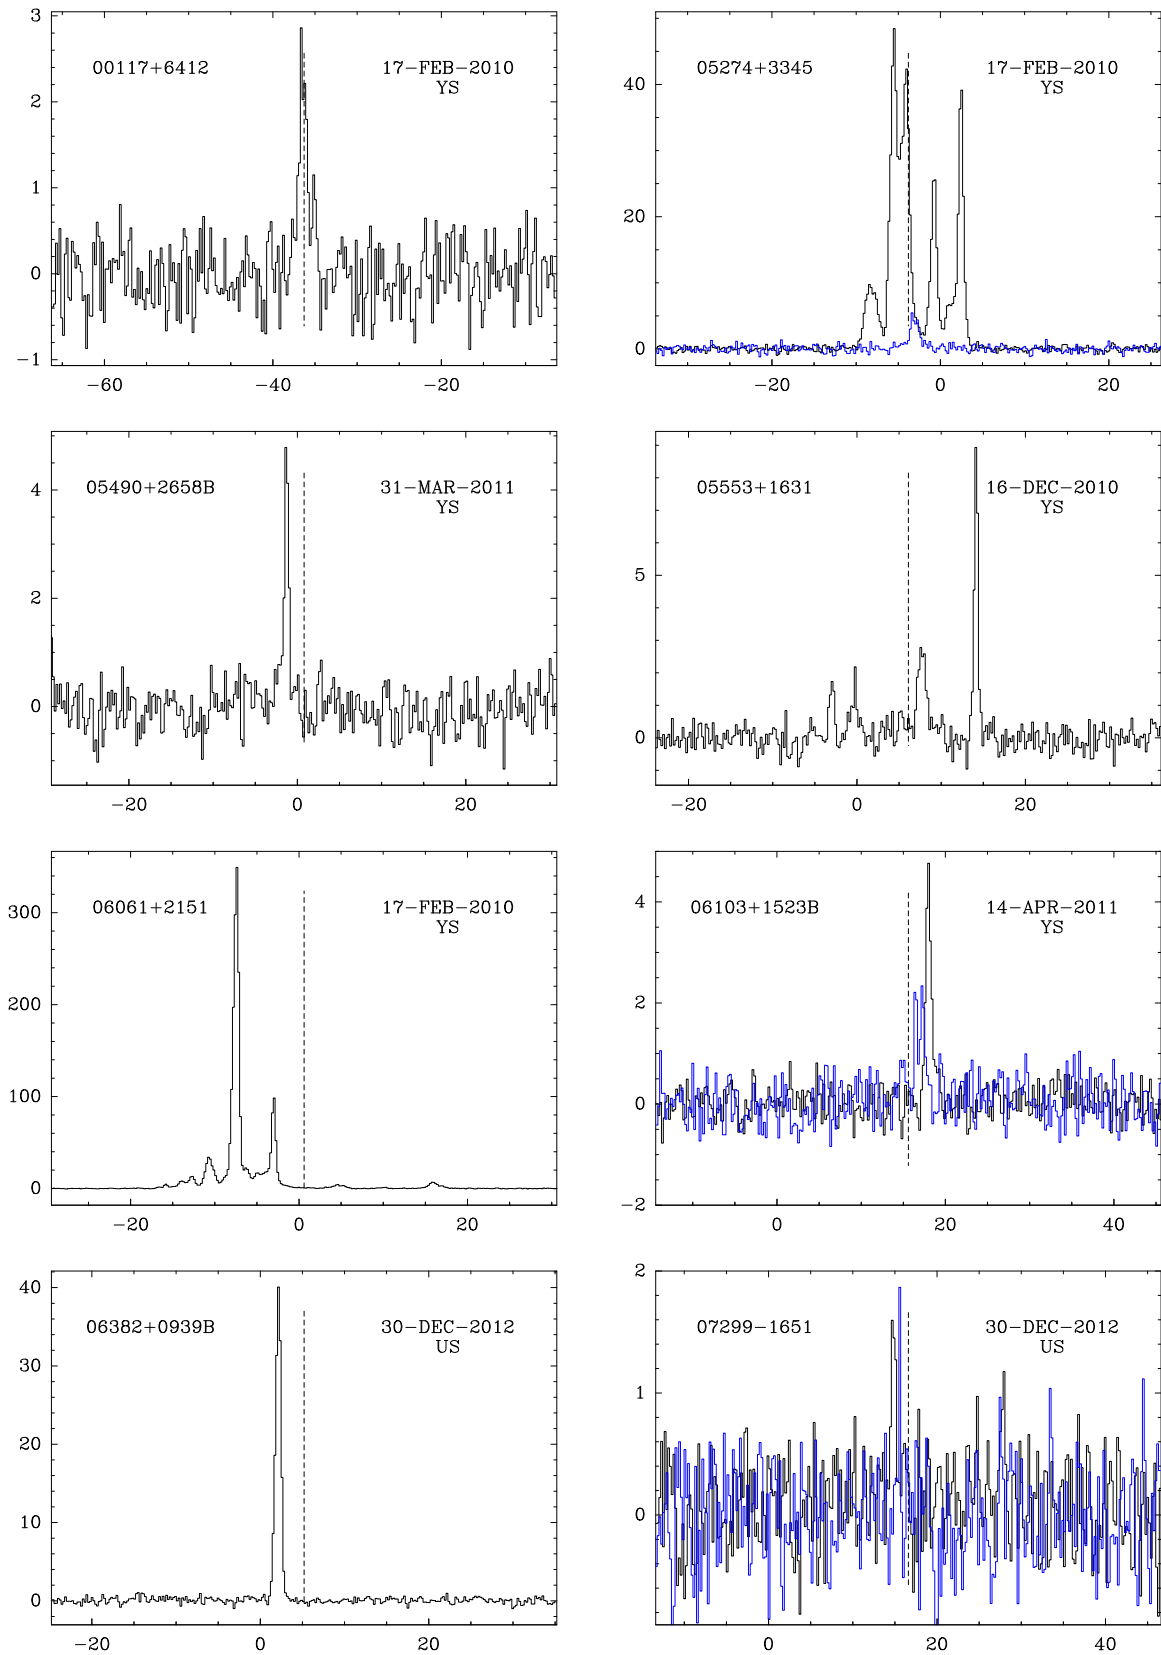 00117+6412 17-FEB-2010
YS
3
2
1
0
-1
-60 -40 -20
05274+3345 17-FEB-2010
YS
40
20
0
-20 0 20
05490+2658B 31-MAR-2011
YS
4
2
0
-20 0 20
05553+1631 16-DEC-2010
YS
5
0
-20 0 20
06061+2151 17-FEB-2010
YS
300
200
100
0
-20 0 20
06103+1523B 14-APR-2011
YS
4
2
0
-2
0 20 40
06382+0939B 30-DEC-2012
US
40
30
20
10
0
-20 0 20
07299-1651 30-DEC-2012
US
2
1
0
0 20 40